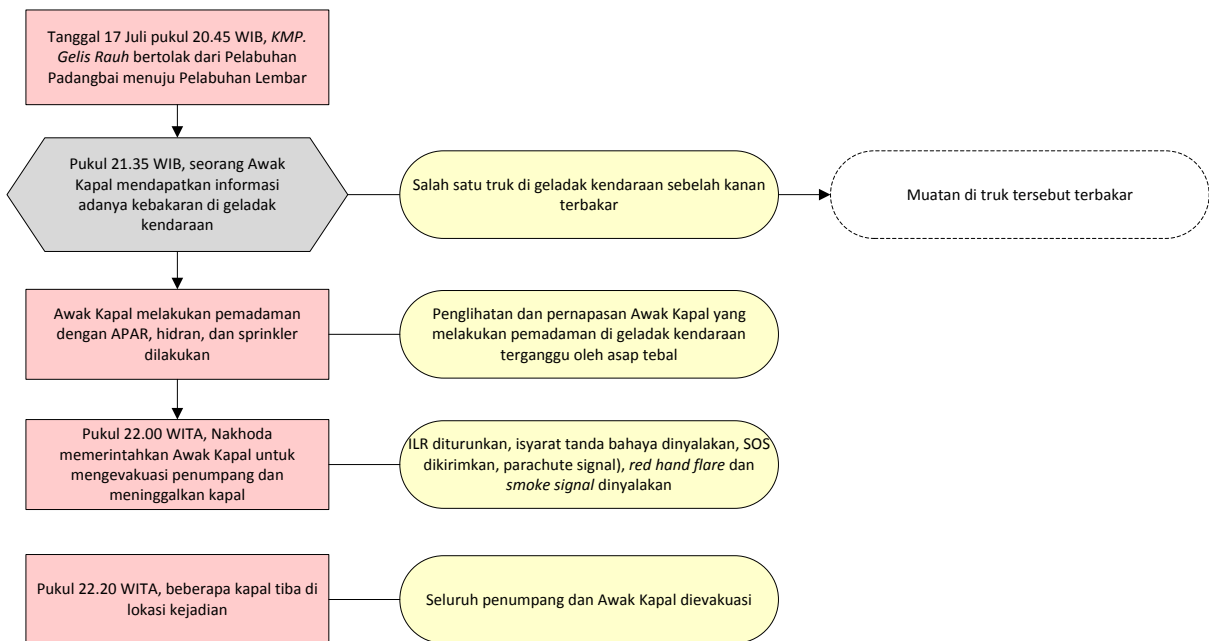 Tanggal 17 Juli pukul 20.45 WIB, KMP.
Gelis Rauh bertolak dari Pelabuhan
Padangbai menuju Pelabuhan Lembar
Pukul 21.35 WIB, seorang Awak
Kapal mendapatkan informasi
adanya kebakaran di geladak
kendaraan
Salah satu truk di geladak kendaraan sebelah kanan
terbakar
Muatan di truk tersebut terbakar
Awak Kapal melakukan pemadaman
dengan APAR, hidran, dan sprinkler
dilakukan
Penglihatan dan pernapasan Awak Kapal yang
melakukan pemadaman di geladak kendaraan
terganggu oleh asap tebal
Pukul 22.00 WITA, Nakhoda
memerintahkan Awak Kapal untuk
mengevakuasi penumpang dan
meninggalkan kapal
ILR diturunkan, isyarat tanda bahaya dinyalakan, SOS
dikirimkan, parachute signal), red hand flare dan
smoke signal dinyalakan
Pukul 22.20 WITA, beberapa kapal tiba di
lokasi kejadian
Seluruh penumpang dan Awak Kapal dievakuasi